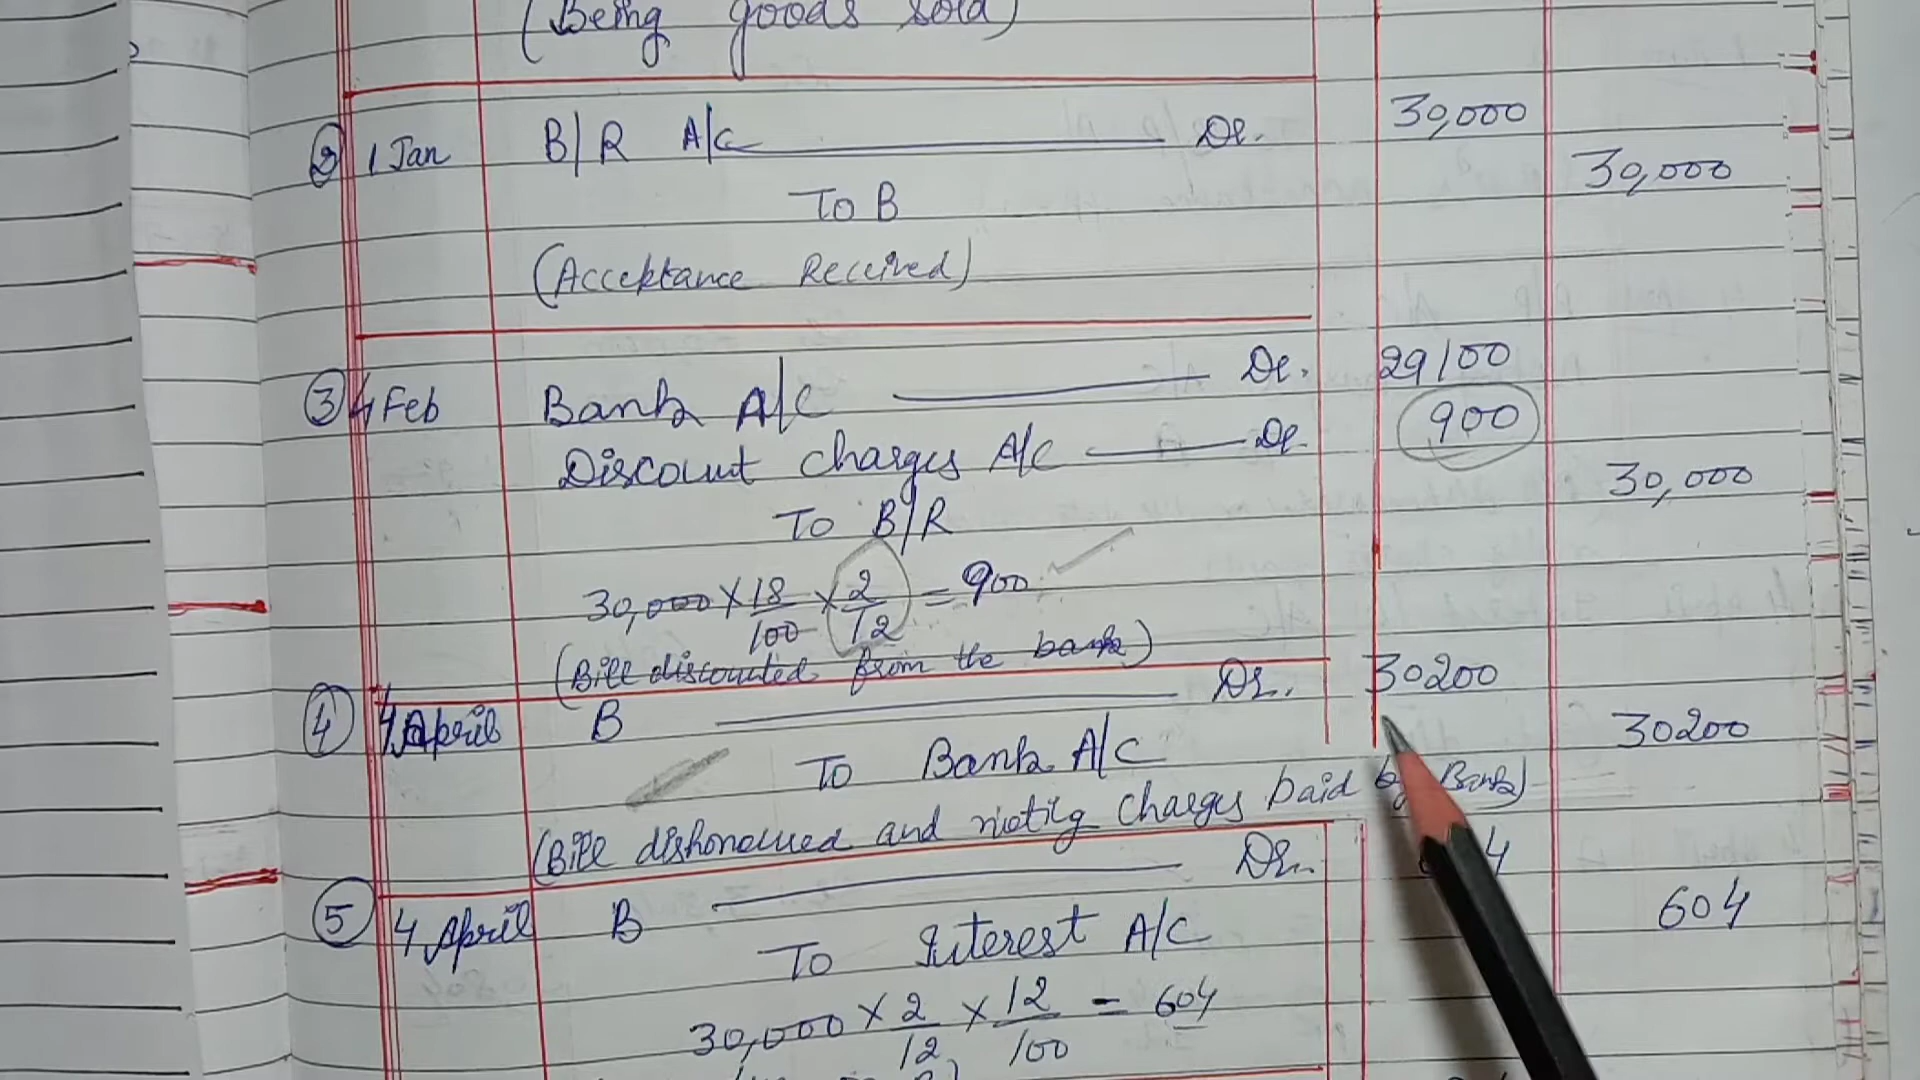 (Being goods sold)
② 1 Jan B/R A/c Dr. 30,000
To B 30,000
(Acceptance Received)
③ 4 Feb Bank A/c Dr. 29100
Discount charges A/c Dr. 900
To B/R 30,000
30,000 × 18/100 × 2/12 = 900
(Bill discounted from the bank)
④ 4 April B Dr. 30200
To Bank A/C 30200
(Bill dishonoured and noting charges paid by Bank)
⑤ 4 April B Dr. 4
To Interest A/C 604
30,000 × 2/12 × 12/100 = 604